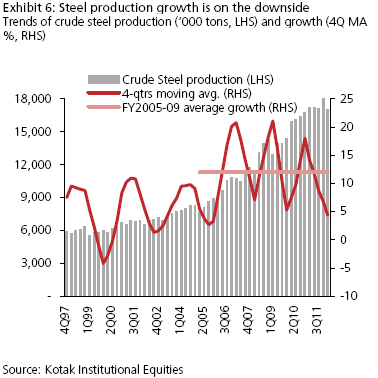 Exhibit 6: Steel production growth is on the downside
Trends of crude steel production ('000 tons, LHS) and growth (4Q MA
%, RHS)
Crude Steel production (LHS)
4-qtrs moving avg. (RHS)
FY2005-09 average growth (RHS)
18,000
15,000
12,000
9,000
6,000
3,000
-
25
20
15
10
5
0
-5
-10
4Q97
1Q99
2Q00
3Q01
4Q02
1Q04
2Q05
3Q06
4Q07
1Q09
2Q10
3Q11
Source: Kotak Institutional Equities